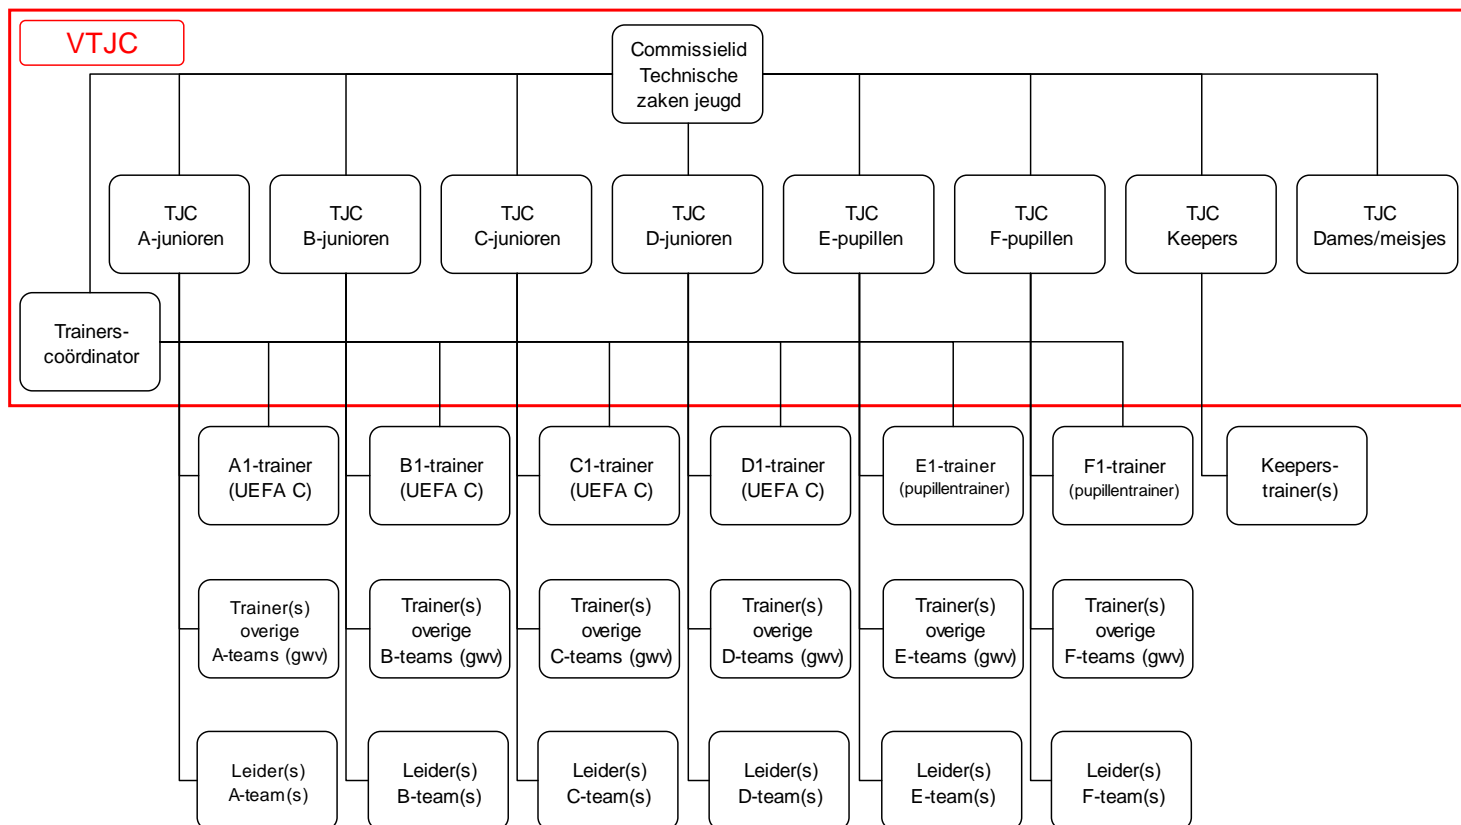 VTJC
Commissielid
Technische
zaken jeugd
TJC
A-junioren
TJC
B-junioren
TJC
C-junioren
TJC
D-junioren
TJC
E-pupillen
TJC
F-pupillen
TJC
Keepers
TJC
Dames/meisjes
Trainers-
coördinator
A1-trainer
(UEFA C)
B1-trainer
(UEFA C)
C1-trainer
(UEFA C)
D1-trainer
(UEFA C)
E1-trainer
(pupillentrainer)
F1-trainer
(pupillentrainer)
Keepers-
trainer(s)
Trainer(s)
overige
A-teams (gwv)
Trainer(s)
overige
B-teams (gwv)
Trainer(s)
overige
C-teams (gwv)
Trainer(s)
overige
D-teams (gwv)
Trainer(s)
overige
E-teams (gwv)
Trainer(s)
overige
F-teams (gwv)
Leider(s)
A-team(s)
Leider(s)
B-team(s)
Leider(s)
C-team(s)
Leider(s)
D-team(s)
Leider(s)
E-team(s)
Leider(s)
F-team(s)